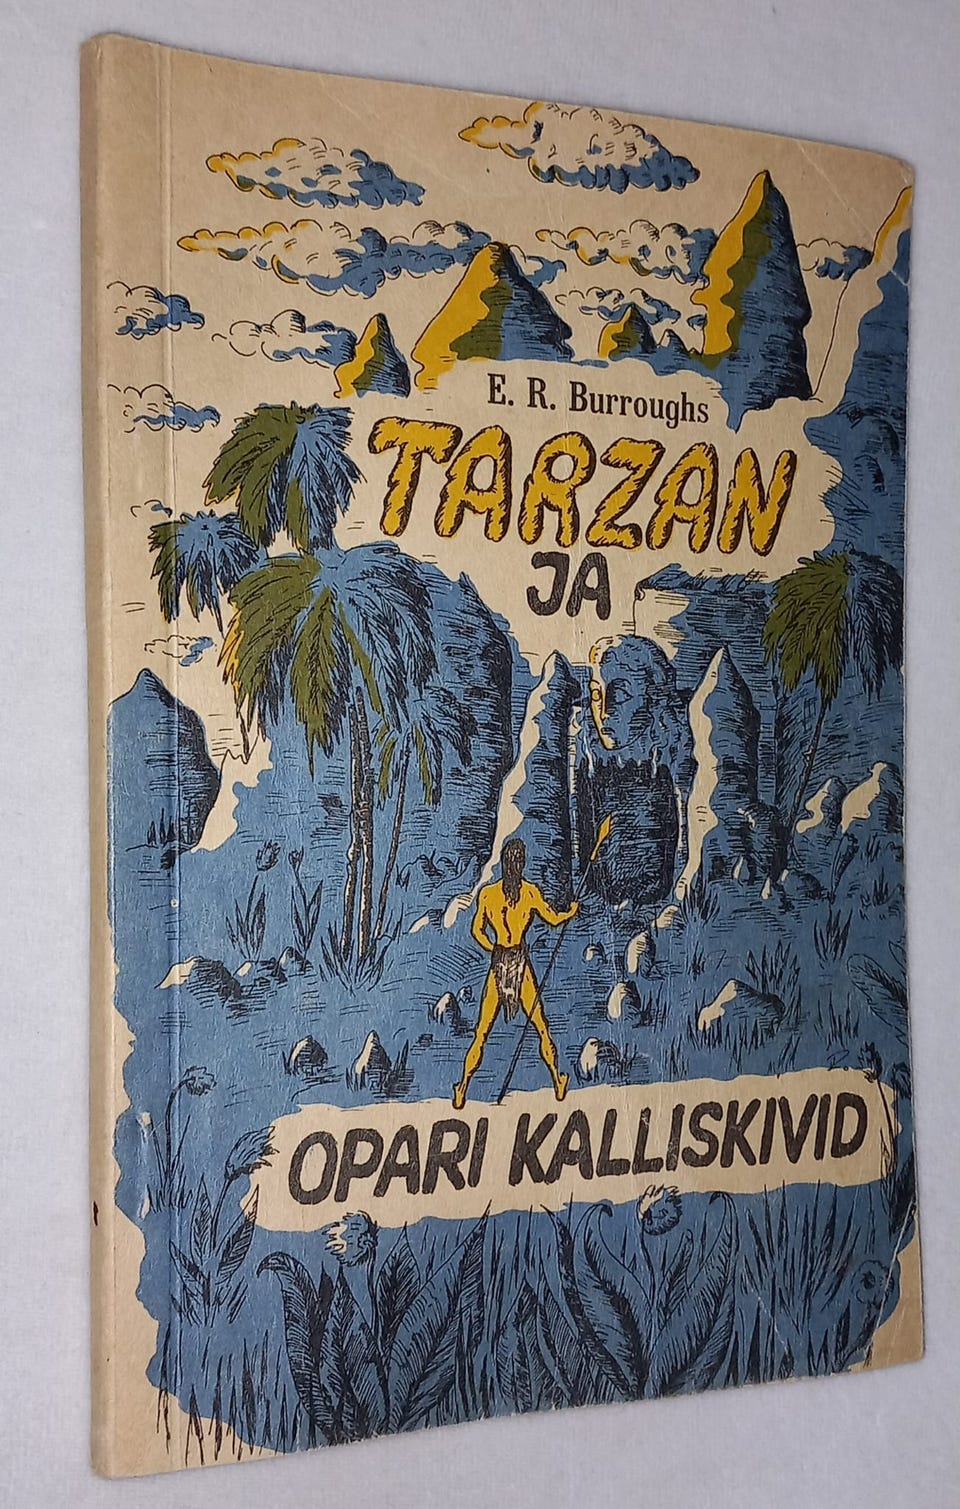 E. R. Burroughs
TARZAN
JA
OPARI KALLISKIVID